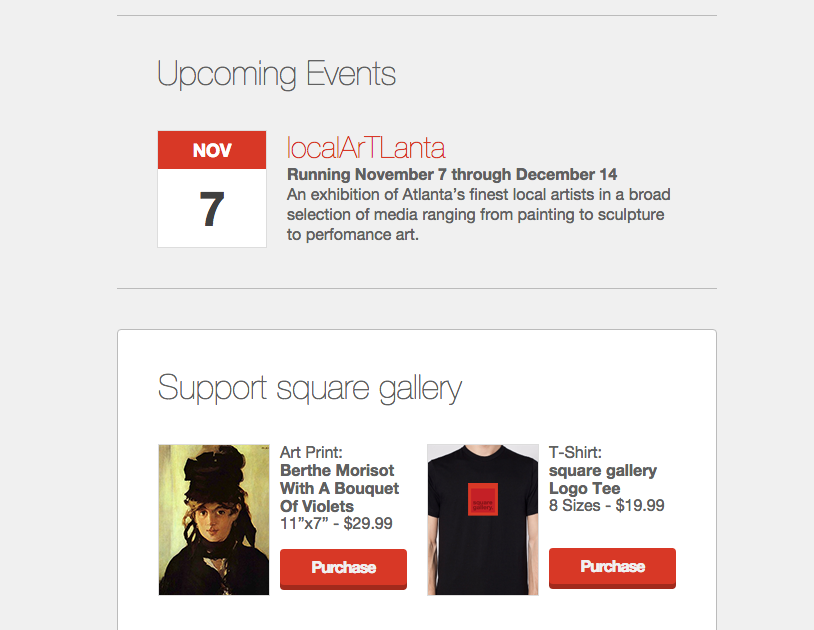 Upcoming Events
NOV
7
localArTLanta
Running November 7 through December 14
An exhibition of Atlanta’s finest local artists in a broad
selection of media ranging from painting to sculpture
to perfomance art.
Support square gallery
Art Print:
Berthe Morisot
With A Bouquet
Of Violets
11”x7” - $29.99
Purchase
square
gallery
T-Shirt:
square gallery
Logo Tee
8 Sizes - $19.99
Purchase